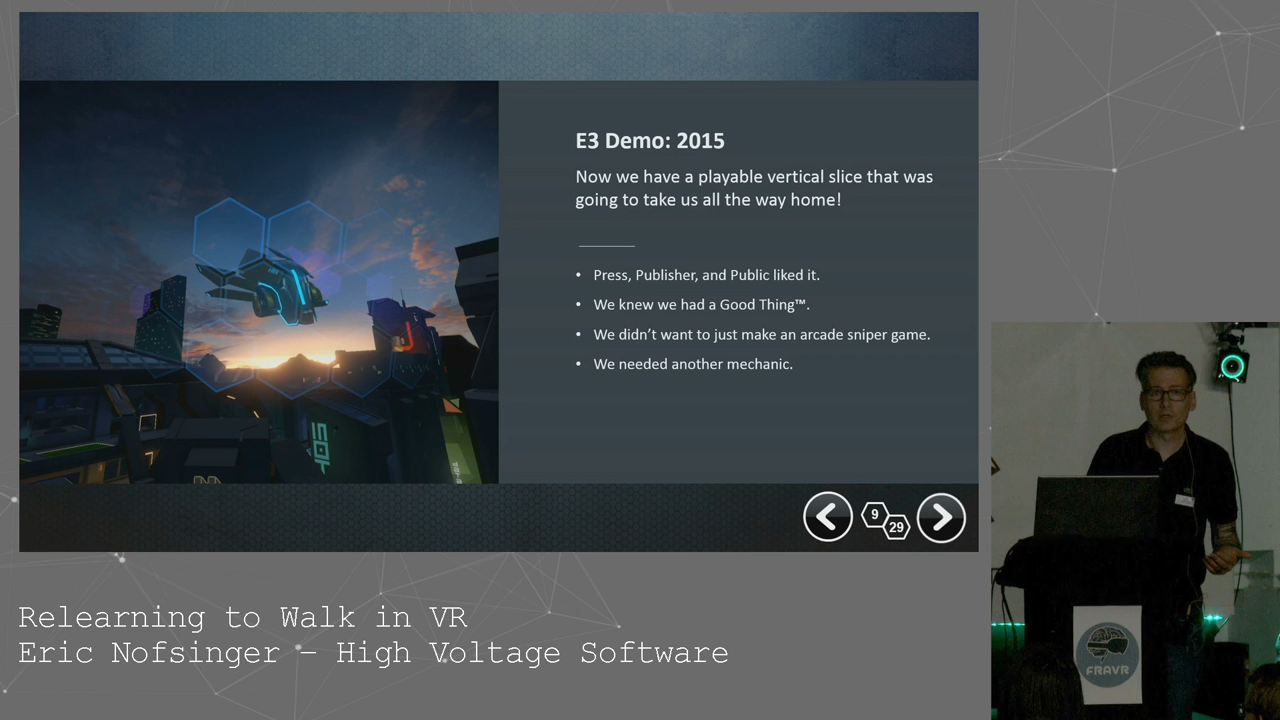 E3 Demo: 2015
Now we have a playable vertical slice that was
going to take us all the way home!
• Press, Publisher, and Public liked it.
• We knew we had a Good Thing™.
• We didn’t want to just make an arcade sniper game.
• We needed another mechanic.
9
29
FRAVR
Relearning to Walk in VR
Eric Nofsinger – High Voltage Software